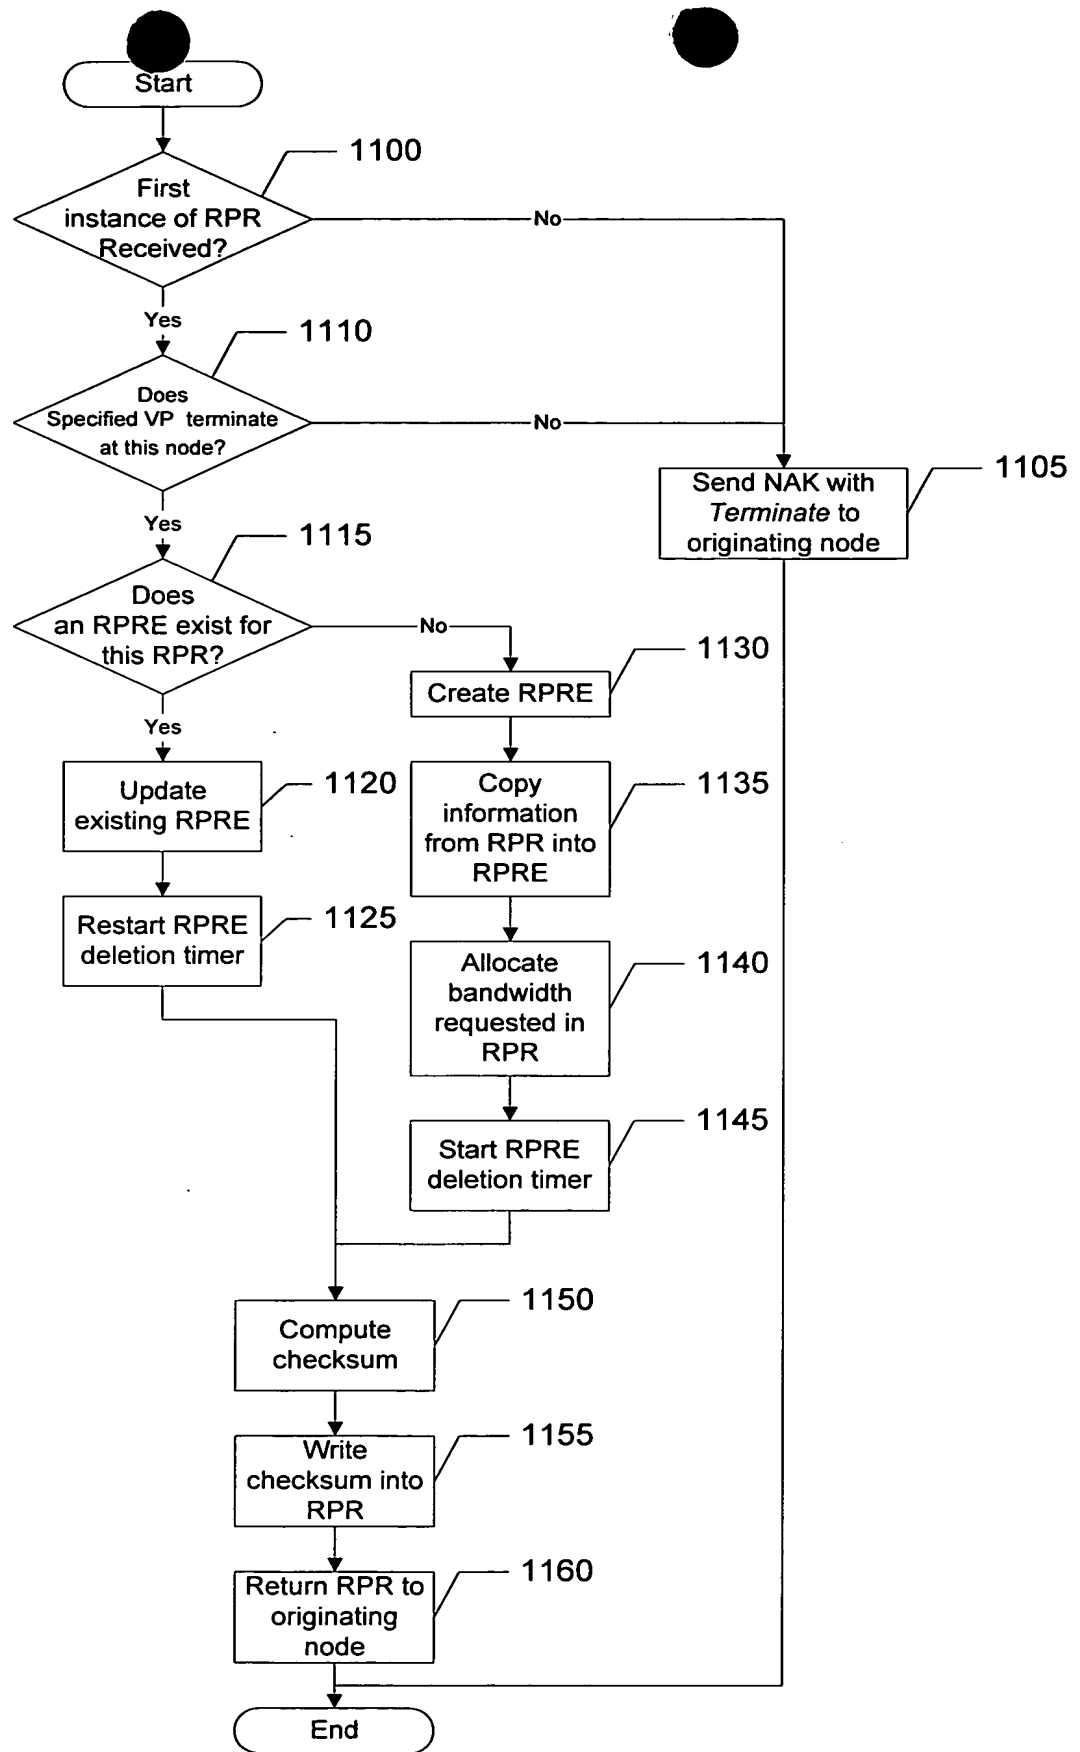 Start
1100
First
instance of RPR
Received?
No
Yes
1110
Does
Specified VP terminate
at this node?
No
1105
Send NAK with
Terminate to
originating node
Yes
1115
Does
an RPRE exist for
this RPR?
No
1130
Create RPRE
Yes
1120
Update
existing RPRE
1135
Copy
information
from RPR into
RPRE
1125
Restart RPRE
deletion timer
1140
Allocate
bandwidth
requested in
RPR
1145
Start RPRE
deletion timer
1150
Compute
checksum
1155
Write
checksum into
RPR
1160
Return RPR to
originating
node
End